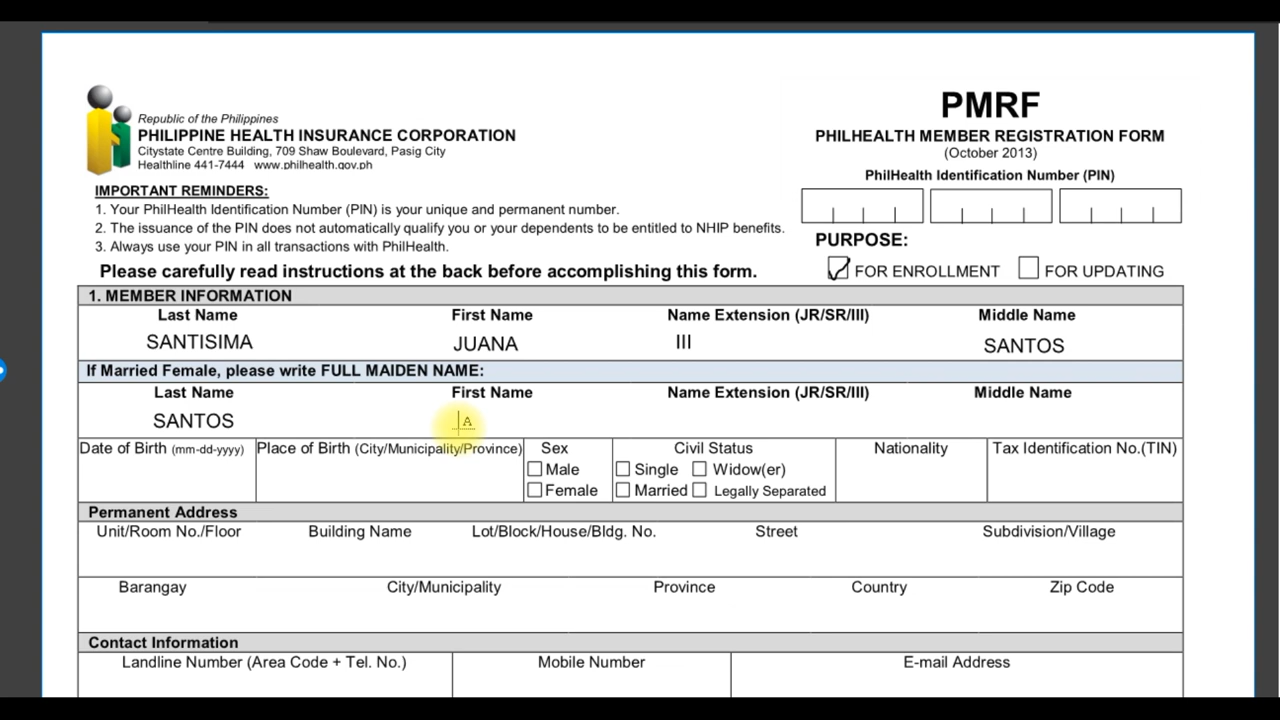 Republic of the Philippines
PHILIPPINE HEALTH INSURANCE CORPORATION
Citystate Centre Building, 709 Shaw Boulevard, Pasig City
Healthline 441-7444 www.philhealth.gov.ph
PMRF
PHILHEALTH MEMBER REGISTRATION FORM
(October 2013)
PhilHealth Identification Number (PIN)
IMPORTANT REMINDERS:
1. Your PhilHealth Identification Number (PIN) is your unique and permanent number.
2. The issuance of the PIN does not automatically qualify you or your dependents to be entitled to NHIP benefits.
3. Always use your PIN in all transactions with PhilHealth.
PURPOSE:
Please carefully read instructions at the back before accomplishing this form.
FOR ENROLLMENT FOR UPDATING
1. MEMBER INFORMATION
Last Name First Name Name Extension (JR/SR/III) Middle Name
SANTISIMA JUANA III SANTOS
If Married Female, please write FULL MAIDEN NAME:
Last Name First Name Name Extension (JR/SR/III) Middle Name
SANTOS A
Date of Birth (mm-dd-yyyy) Place of Birth (City/Municipality/Province) Sex Civil Status Nationality Tax Identification No.(TIN)
Male Single Widow(er)
Female Married Legally Separated
Permanent Address
Unit/Room No./Floor Building Name Lot/Block/House/Bldg. No. Street Subdivision/Village
Barangay City/Municipality Province Country Zip Code
Contact Information
Landline Number (Area Code + Tel. No.) Mobile Number E-mail Address